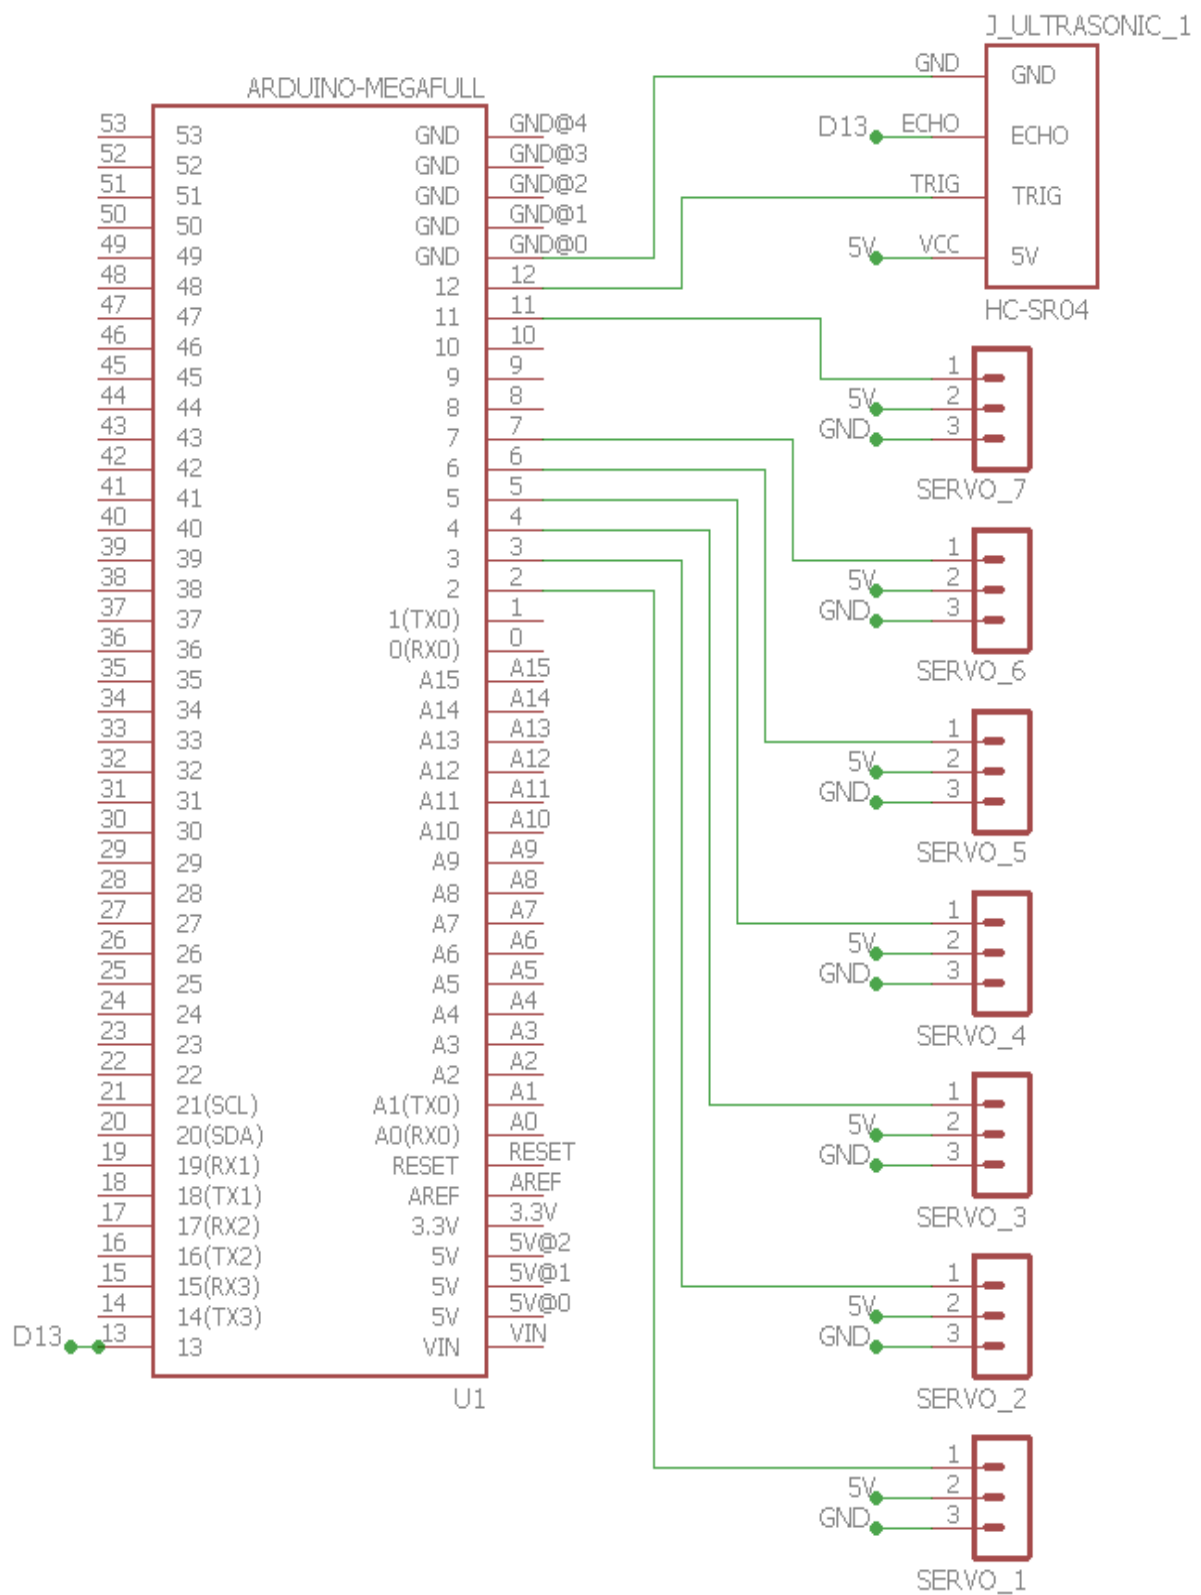 J_ULTRASONIC_1
GND GND
D13 ECHO ECHO
TRIG TRIG
5V VCC 5V
HC-SR04
ARDUINO-MEGAFULL
53 53 GND GND@4
52 52 GND GND@3
51 51 GND GND@2
50 50 GND GND@1
49 49 GND GND@0
48 48 12 12
47 47 11 11
46 46 10 10
45 45 9 9
44 44 8 8
43 43 7 7
42 42 6 6
41 41 5 5
40 40 4 4
39 39 3 3
38 38 2 2
37 37 1(TX0) 1
36 36 0(RX0) 0
35 35 A15 A15
34 34 A14 A14
33 33 A13 A13
32 32 A12 A12
31 31 A11 A11
30 30 A10 A10
29 29 A9 A9
28 28 A8 A8
27 27 A7 A7
26 26 A6 A6
25 25 A5 A5
24 24 A4 A4
23 23 A3 A3
22 22 A2 A2
21 21(SCL) A1(TX0) A1
20 20(SDA) A0(RX0) A0
19 19(RX1) RESET RESET
18 18(TX1) AREF AREF
17 17(RX2) 3.3V 3.3V
16 16(TX2) 5V 5V@2
15 15(RX3) 5V 5V@1
14 14(TX3) 5V 5V@0
D13 13 13 VIN VIN
U1
1
5V 2
GND 3
SERVO_7
1
5V 2
GND 3
SERVO_6
1
5V 2
GND 3
SERVO_5
1
5V 2
GND 3
SERVO_4
1
5V 2
GND 3
SERVO_3
1
5V 2
GND 3
SERVO_2
1
5V 2
GND 3
SERVO_1